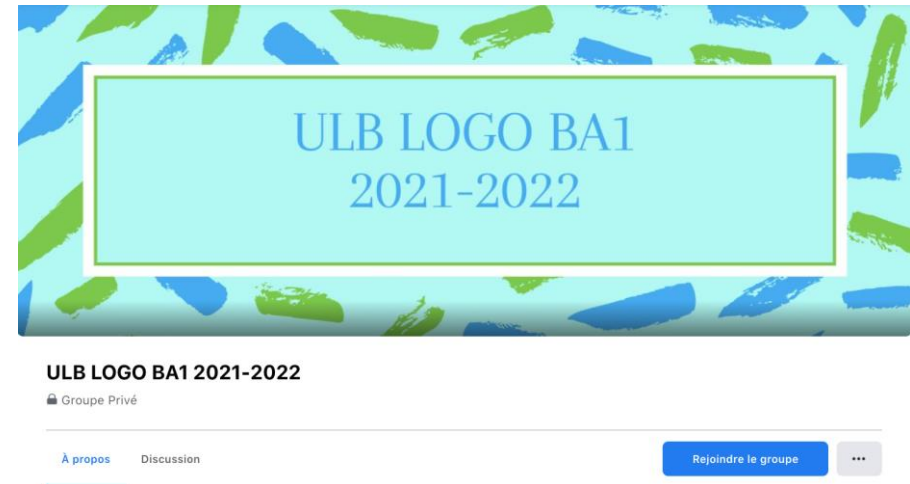 ULB LOGO BA1
2021-2022
ULB LOGO BA1 2021-2022
Groupe Privé
À propos Discussion Rejoindre le groupe ...